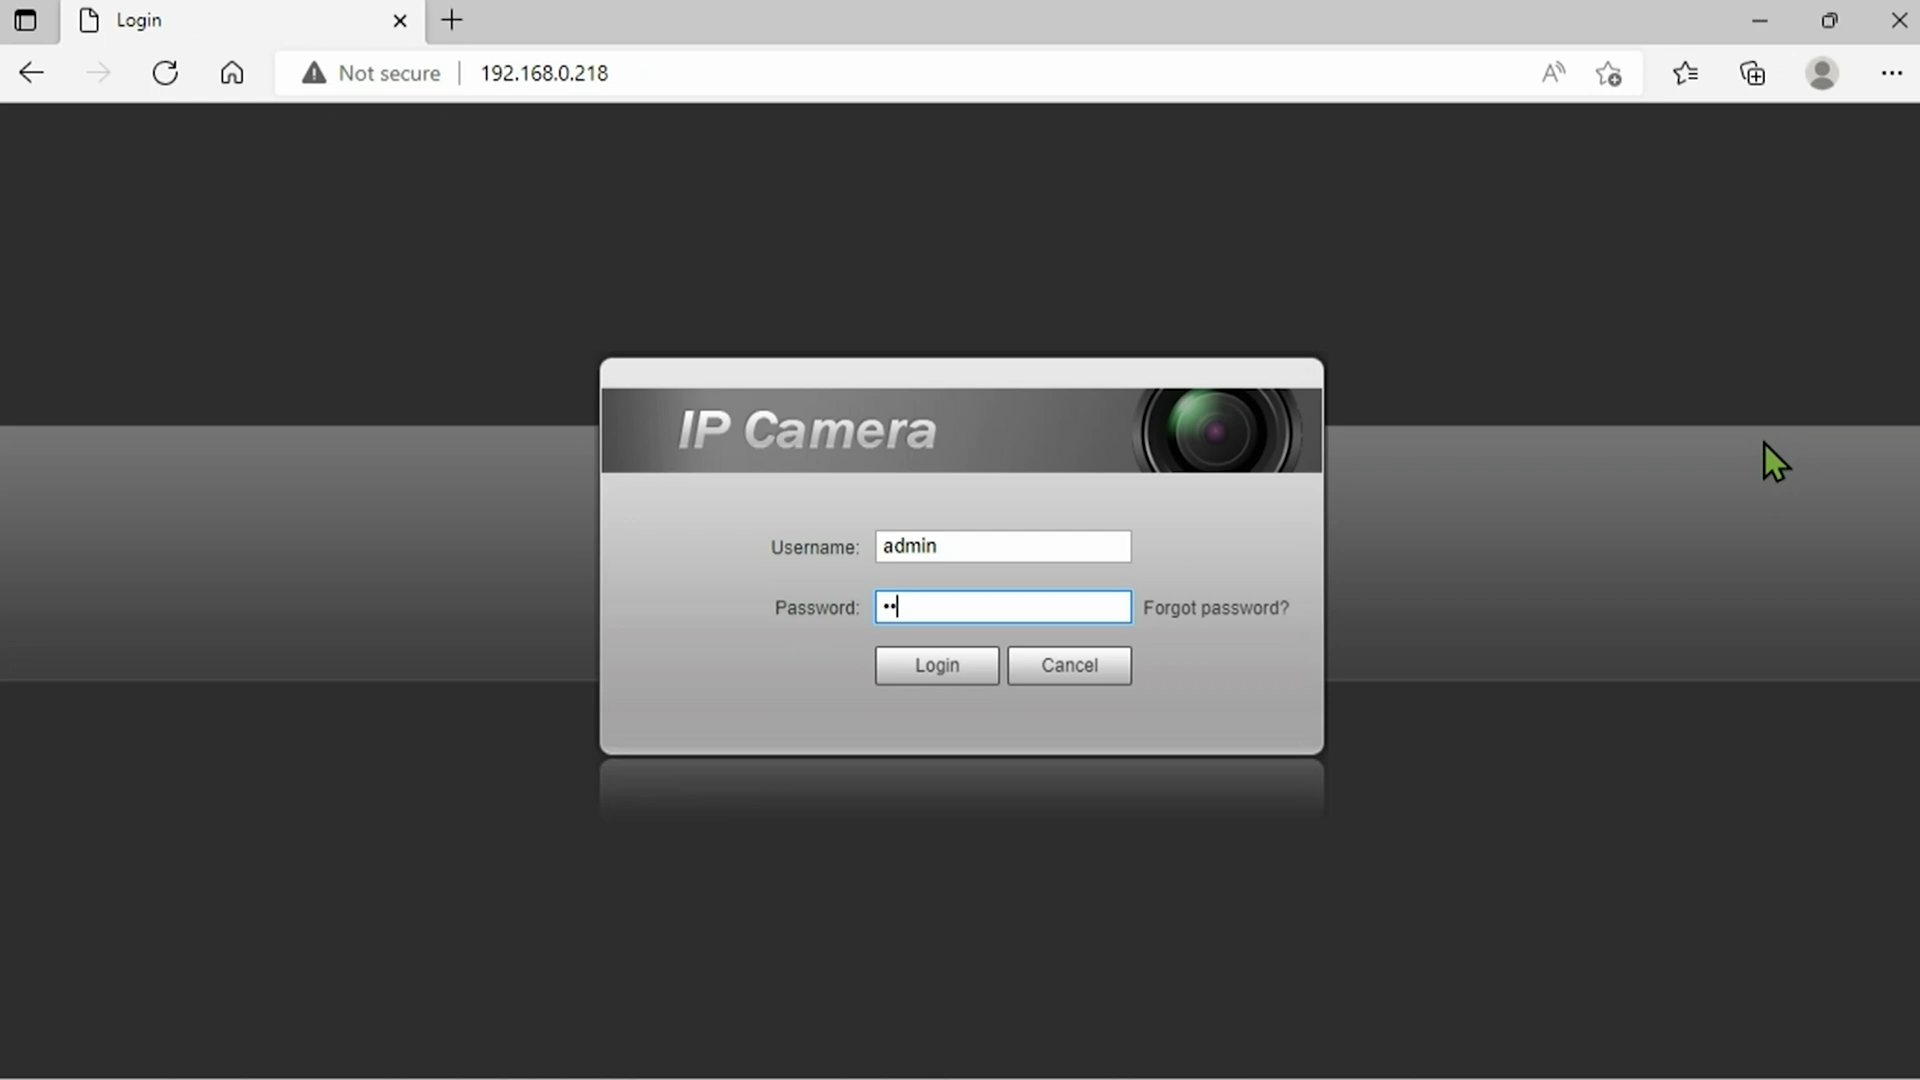 Login
Not secure
192.168.0.218
IP Camera
Username:
admin
Password:
••
Forgot password?
Login
Cancel